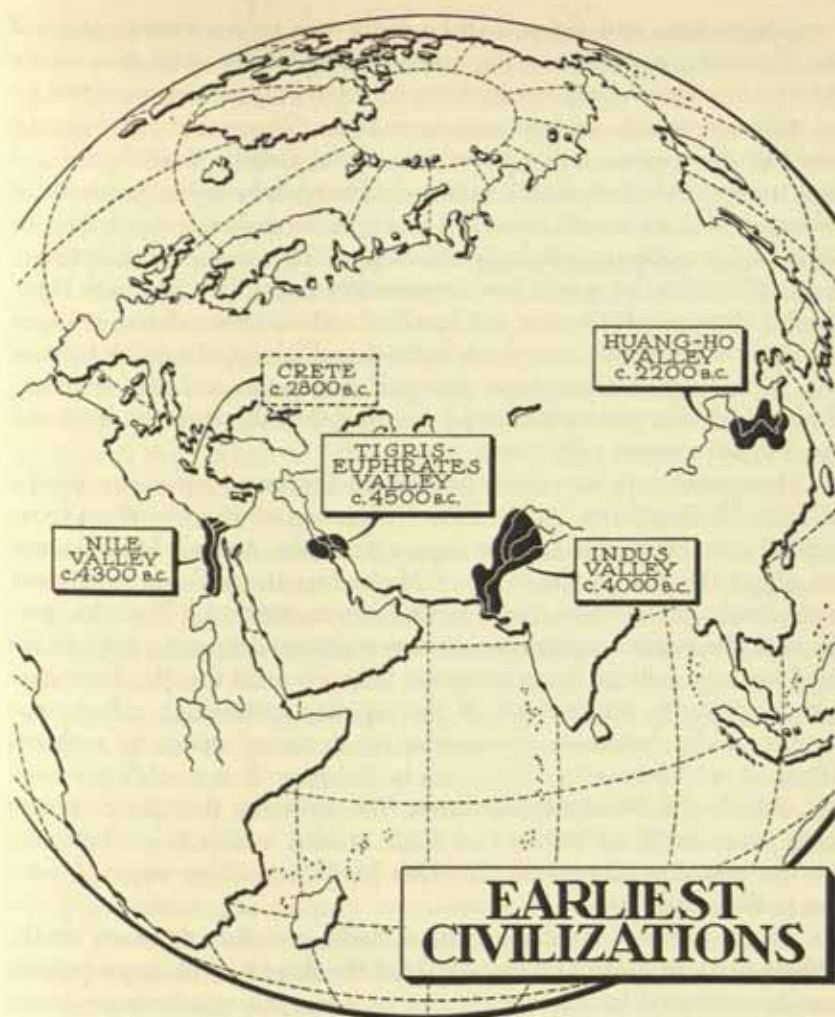 HUANG-HO
VALLEY
c.2200 B.C.
CRETE
c.2800 B.C.
TIGRIS-
EUPHRATES
VALLEY
c.4500 B.C.
NILE
VALLEY
c.4300 B.C.
INDUS
VALLEY
c.4000 B.C.
EARLIEST
CIVILIZATIONS